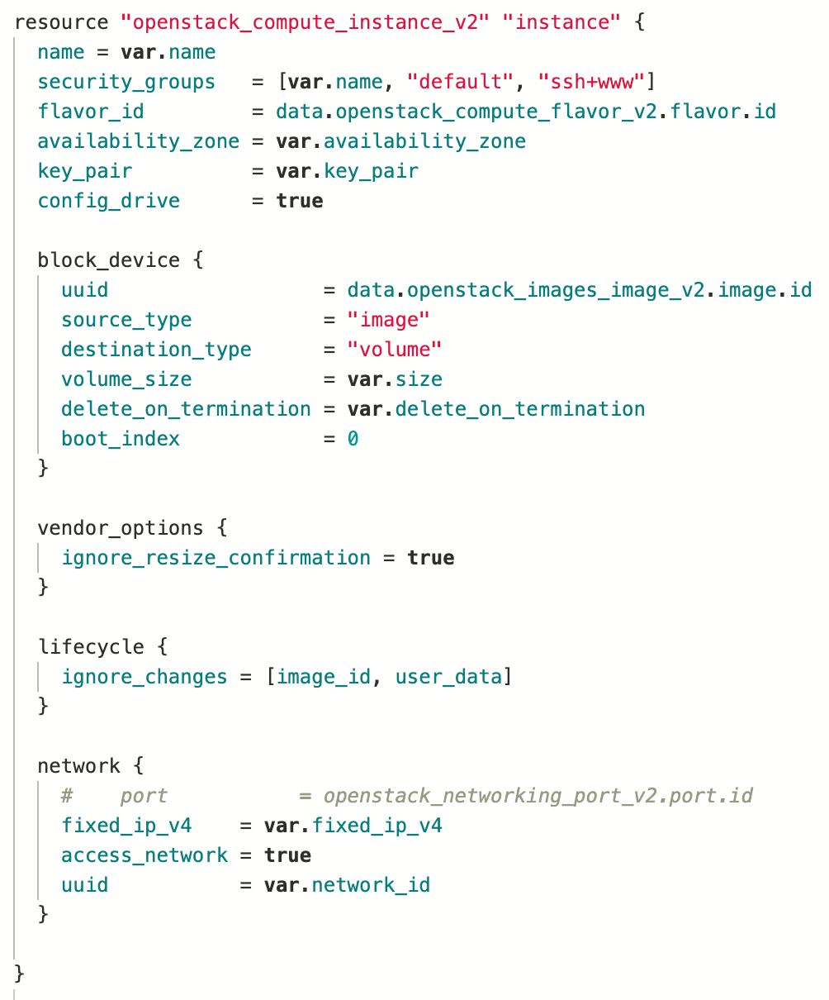 resource "openstack_compute_instance_v2" "instance" {
  name = var.name
  security_groups   = [var.name, "default", "ssh+www"]
  flavor_id         = data.openstack_compute_flavor_v2.flavor.id
  availability_zone = var.availability_zone
  key_pair          = var.key_pair
  config_drive      = true

  block_device {
    uuid                  = data.openstack_images_image_v2.image.id
    source_type           = "image"
    destination_type      = "volume"
    volume_size           = var.size
    delete_on_termination = var.delete_on_termination
    boot_index            = 0
  }

  vendor_options {
    ignore_resize_confirmation = true
  }

  lifecycle {
    ignore_changes = [image_id, user_data]
  }

  network {
    #    port           = openstack_networking_port_v2.port.id
    fixed_ip_v4    = var.fixed_ip_v4
    access_network = true
    uuid           = var.network_id
  }

}